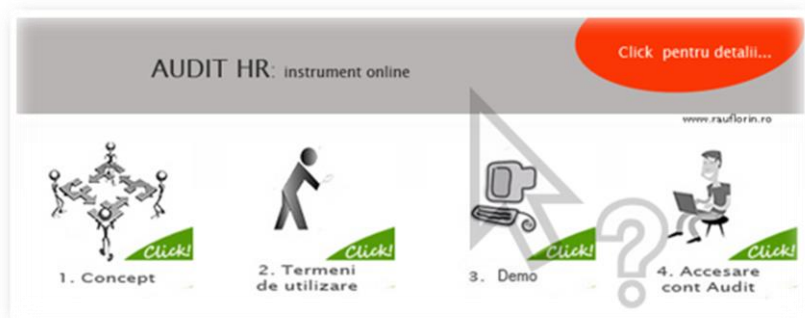 AUDIT HR: instrument online
Click pentru detalii...
www.rauflorin.ro
Click!
Click!
Click!
Click!
1. Concept
2. Termeni
de utilizare
3. Demo
4. Accesare
cont Audit
?